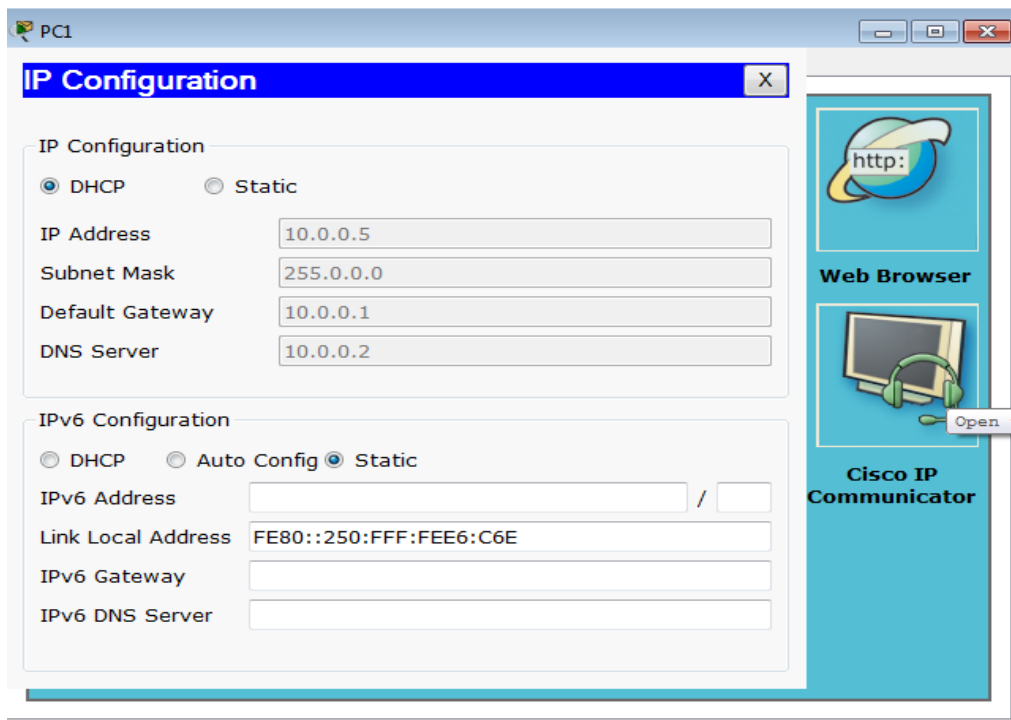 PC1
IP Configuration X
IP Configuration
DHCP Static
IP Address 10.0.0.5
Subnet Mask 255.0.0.0
Default Gateway 10.0.0.1
DNS Server 10.0.0.2
IPv6 Configuration
DHCP Auto Config Static
IPv6 Address /
Link Local Address FE80::250:FFF:FEE6:C6E
IPv6 Gateway
IPv6 DNS Server
http:
Web Browser
Open
Cisco IP
Communicator